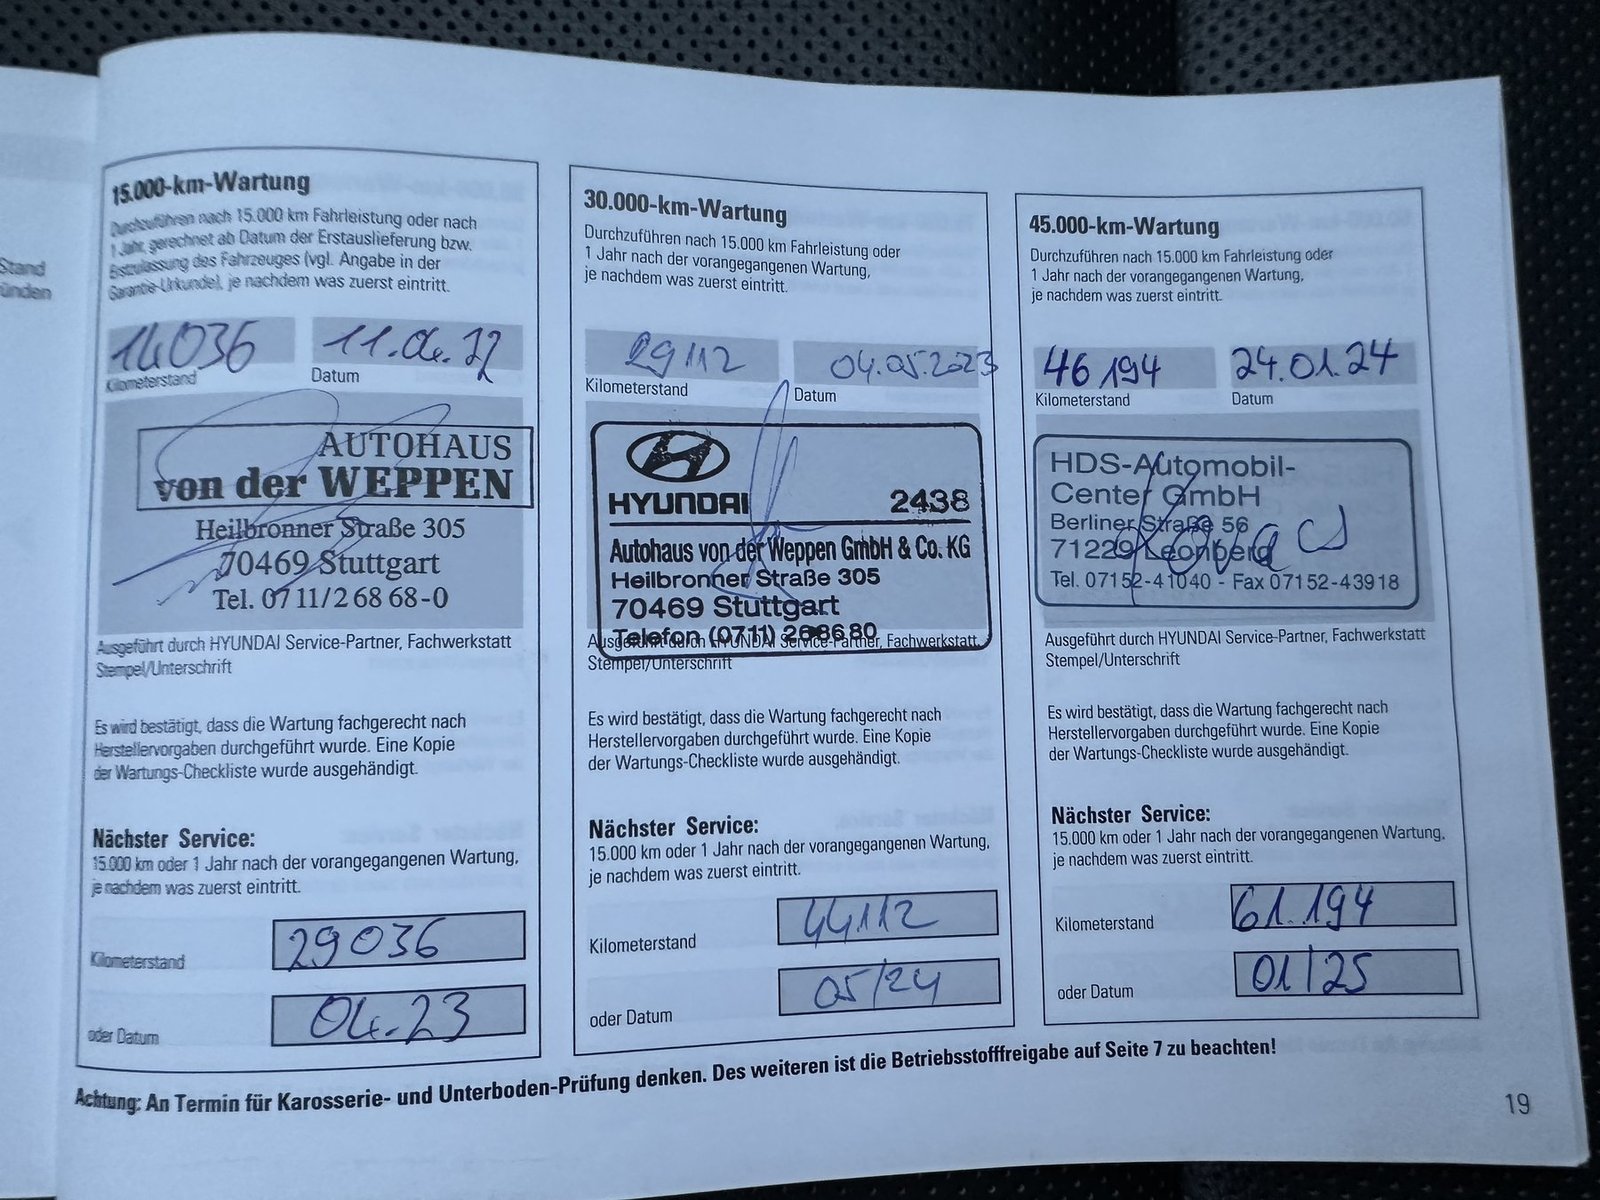 Stand
ünden
15.000-km-Wartung
Durchzuführen nach 15.000 km Fahrleistung oder nach
1 Jahr, gerechnet ab Datum der Erstauslieferung bzw.
Erstzulassung des Fahrzeuges (vgl. Angabe in der
Garantie-Urkunde), je nachdem was zuerst eintritt.
14036
11.04.22
Kilometerstand
Datum
AUTOHAUS
von der WEPPEN
Heilbronner Straße 305
70469 Stuttgart
Tel. 07 11/2 68 68-0
Ausgeführt durch HYUNDAI Service-Partner, Fachwerkstatt
Stempel/Unterschrift
Es wird bestätigt, dass die Wartung fachgerecht nach
Herstellervorgaben durchgeführt wurde. Eine Kopie
der Wartungs-Checkliste wurde ausgehändigt.
Nächster Service:
15.000 km oder 1 Jahr nach der vorangegangenen Wartung,
je nachdem was zuerst eintritt.
Kilometerstand
29036
oder Datum
04.23
30.000-km-Wartung
Durchzuführen nach 15.000 km Fahrleistung oder
1 Jahr nach der vorangegangenen Wartung,
je nachdem was zuerst eintritt.
29112
04.05.2023
Kilometerstand
Datum
HYUNDAI 2438
Autohaus von der Weppen GmbH & Co. KG
Heilbronner Straße 305
70469 Stuttgart
Telefon (0711) 268680
Ausgeführt durch HYUNDAI Service-Partner, Fachwerkstatt
Stempel/Unterschrift
Es wird bestätigt, dass die Wartung fachgerecht nach
Herstellervorgaben durchgeführt wurde. Eine Kopie
der Wartungs-Checkliste wurde ausgehändigt.
Nächster Service:
15.000 km oder 1 Jahr nach der vorangegangenen Wartung,
je nachdem was zuerst eintritt.
Kilometerstand
44112
oder Datum
05/24
45.000-km-Wartung
Durchzuführen nach 15.000 km Fahrleistung oder
1 Jahr nach der vorangegangenen Wartung,
je nachdem was zuerst eintritt.
46 194
24.01.24
Kilometerstand
Datum
HDS-Automobil-
Center GmbH
Berliner Straße 56
71229 Leonberg
Tel. 07152-41040 - Fax 07152-43918
Ausgeführt durch HYUNDAI Service-Partner, Fachwerkstatt
Stempel/Unterschrift
Es wird bestätigt, dass die Wartung fachgerecht nach
Herstellervorgaben durchgeführt wurde. Eine Kopie
der Wartungs-Checkliste wurde ausgehändigt.
Nächster Service:
15.000 km oder 1 Jahr nach der vorangegangenen Wartung,
je nachdem was zuerst eintritt.
Kilometerstand
61.194
oder Datum
01/25
Achtung: An Termin für Karosserie- und Unterboden-Prüfung denken. Des weiteren ist die Betriebsstofffreigabe auf Seite 7 zu beachten!
19